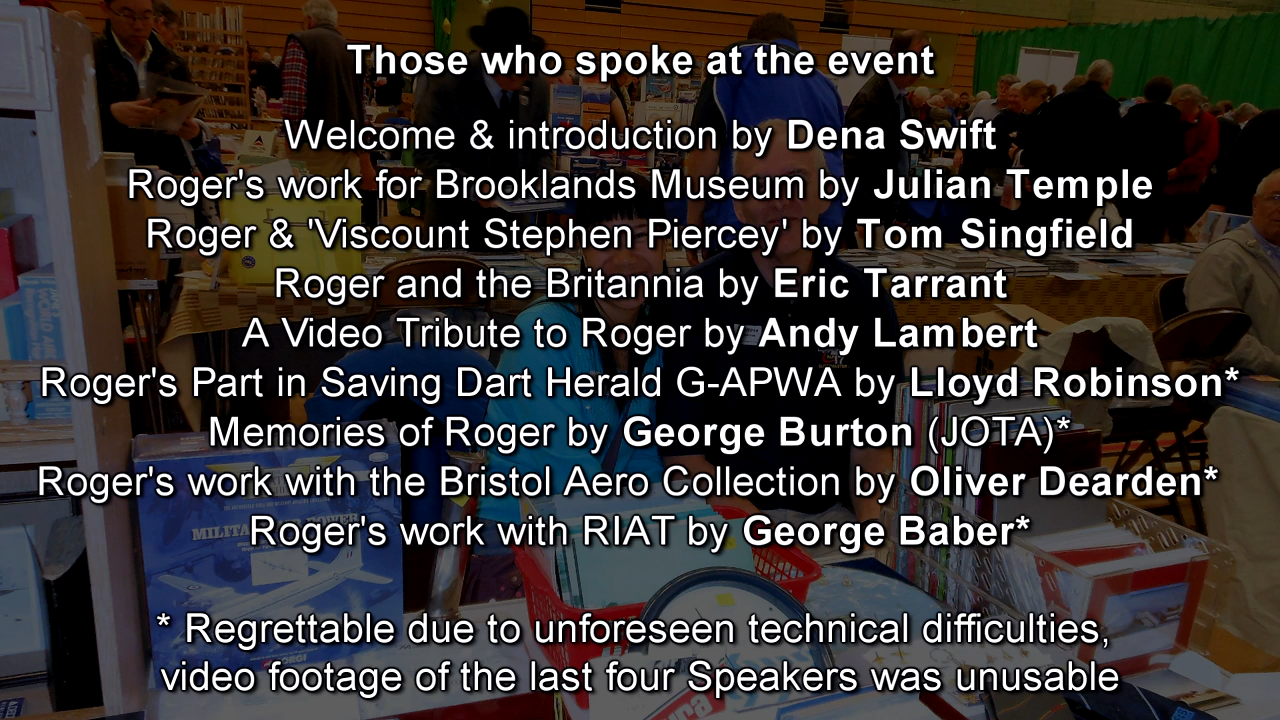 Those who spoke at the event
Welcome & introduction by Dena Swift
Roger's work for Brooklands Museum by Julian Temple
Roger & 'Viscount Stephen Piercey' by Tom Singfield
Roger and the Britannia by Eric Tarrant
A Video Tribute to Roger by Andy Lambert
Roger's Part in Saving Dart Herald G-APWA by Lloyd Robinson*
Memories of Roger by George Burton (JOTA)*
Roger's work with the Bristol Aero Collection by Oliver Dearden*
Roger's work with RIAT by George Baber*
MILITARY AIR POWER
CORGI
* Regrettable due to unforeseen technical difficulties,
video footage of the last four Speakers was unusable